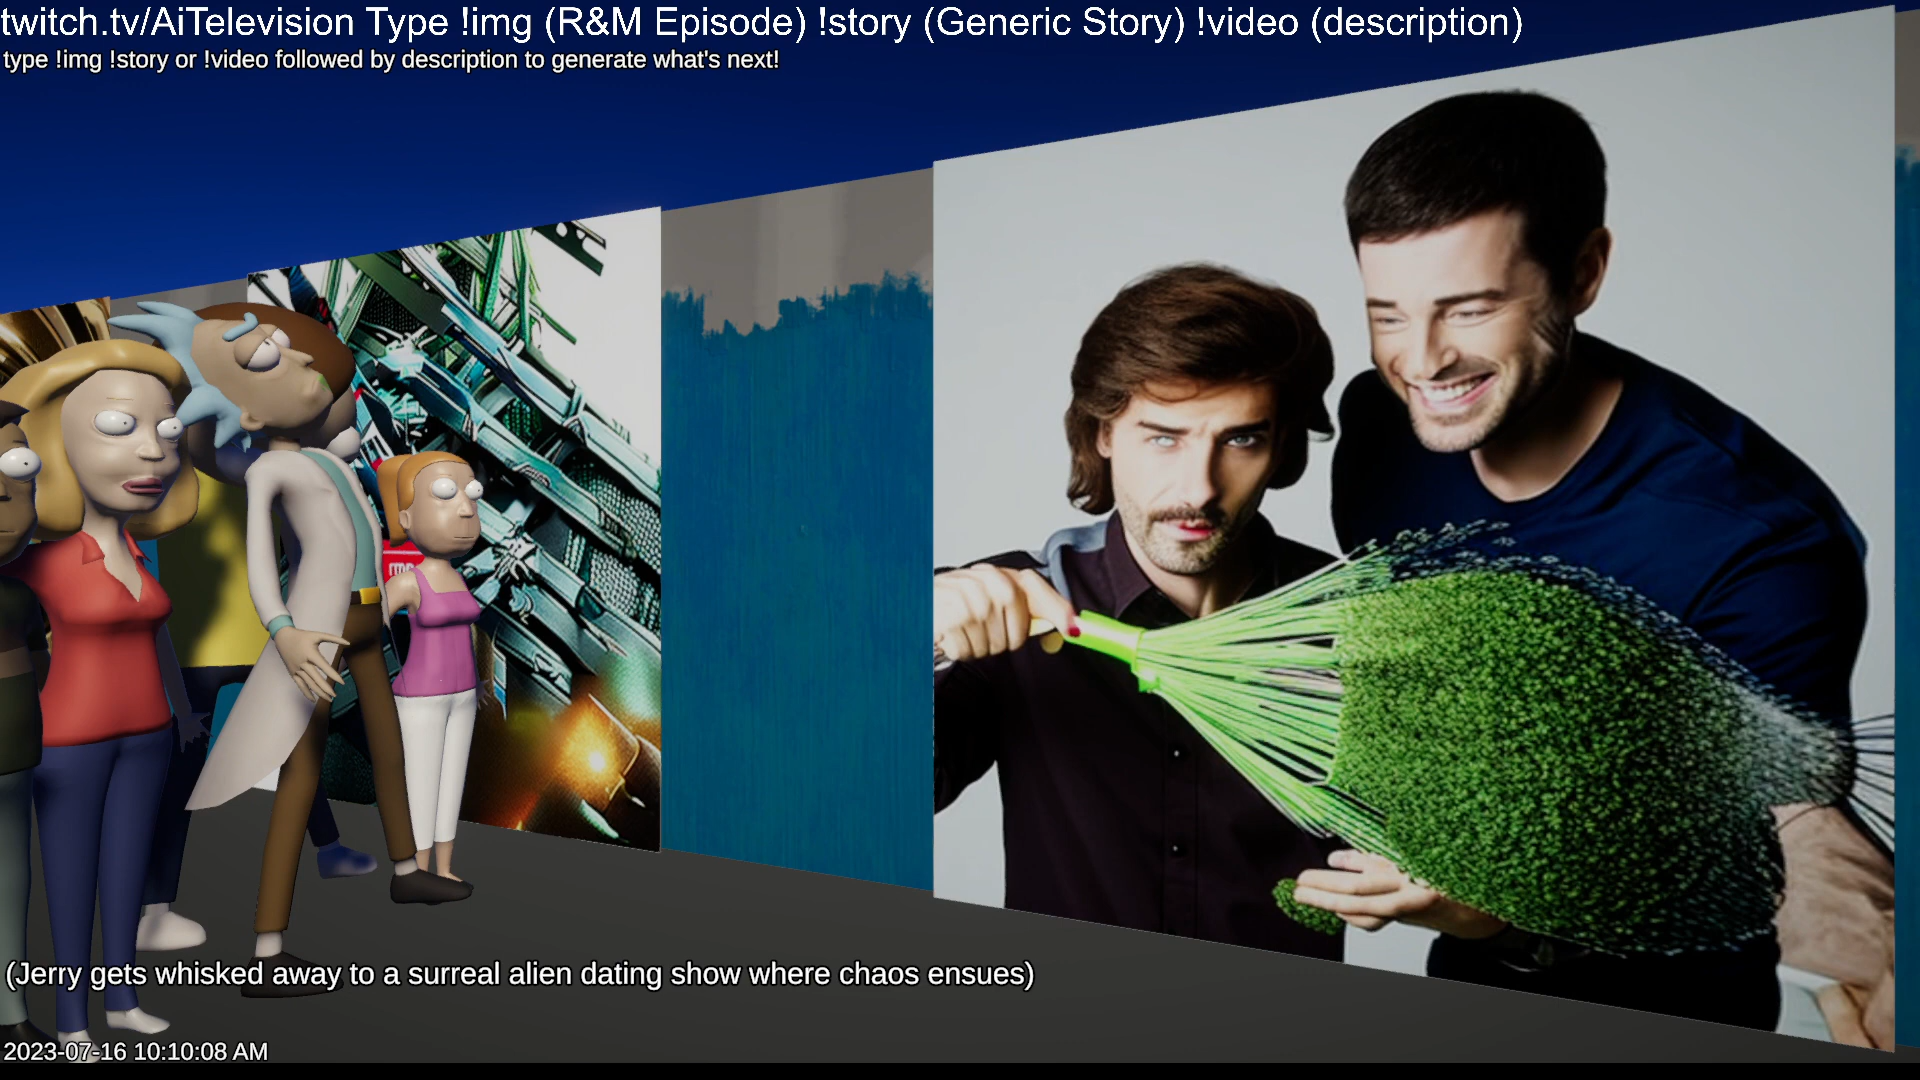 twitch.tv/AiTelevision Type !img (R&M Episode) !story (Generic Story) !video (description)
type !img !story or !video followed by description to generate what's next!
(Jerry gets whisked away to a surreal alien dating show where chaos ensues)
2023-07-16 10:10:08 AM